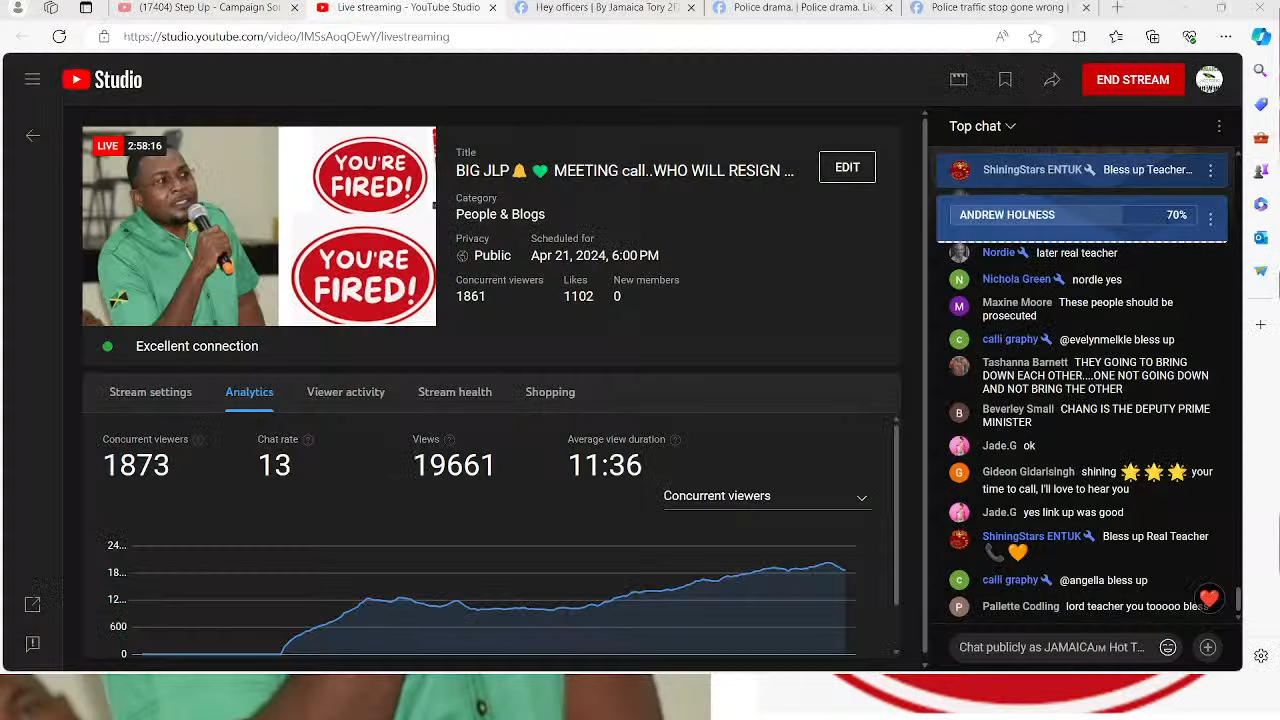 (17404) Step Up - Campaign So
Live streaming - YouTube Studio
Hey officers | By Jamaica Tory 2
Police drama. | Police drama. Lik
Police traffic stop gone wrong |
https://studio.youtube.com/video/IMSsAoqOEwY/livestreaming
Studio
END STREAM
LIVE 2:58:16
YOU'RE
FIRED!
YOU'RE
FIRED!
Title
BIG JLP🔔 💚 MEETING call..WHO WILL RESIGN ...
EDIT
Category
People & Blogs
Privacy
Public
Scheduled for
Apr 21, 2024, 6:00 PM
Concurrent viewers
1861
Likes
1102
New members
0
Excellent connection
Stream settings
Analytics
Viewer activity
Stream health
Shopping
Concurrent viewers
1873
Chat rate
13
Views
19661
Average view duration
11:36
Concurrent viewers
24...
18...
12...
600
0
Top chat
ShiningStars ENTUK Bless up Teacher...
ANDREW HOLNESS 70%
Nordie later real teacher
N
Nichola Green nordle yes
M
Maxine Moore These people should be
prosecuted
c
calli graphy @evelynmelkle bless up
Tashanna Barnett THEY GOING TO BRING
DOWN EACH OTHER....ONE NOT GOING DOWN
AND NOT BRING THE OTHER
B
Beverley Small CHANG IS THE DEPUTY PRIME
MINISTER
Jade.G ok
G
Gideon Gidarisingh shining 🌟 🌟 🌟 your
time to call, I'll love to hear you
Jade.G yes link up was good
ShiningStars ENTUK Bless up Real Teacher
📞 🧡
c
calli graphy @angella bless up
P
Pallette Codling lord teacher you tooooo bles
Chat publicly as JAMAICAJM Hot T...